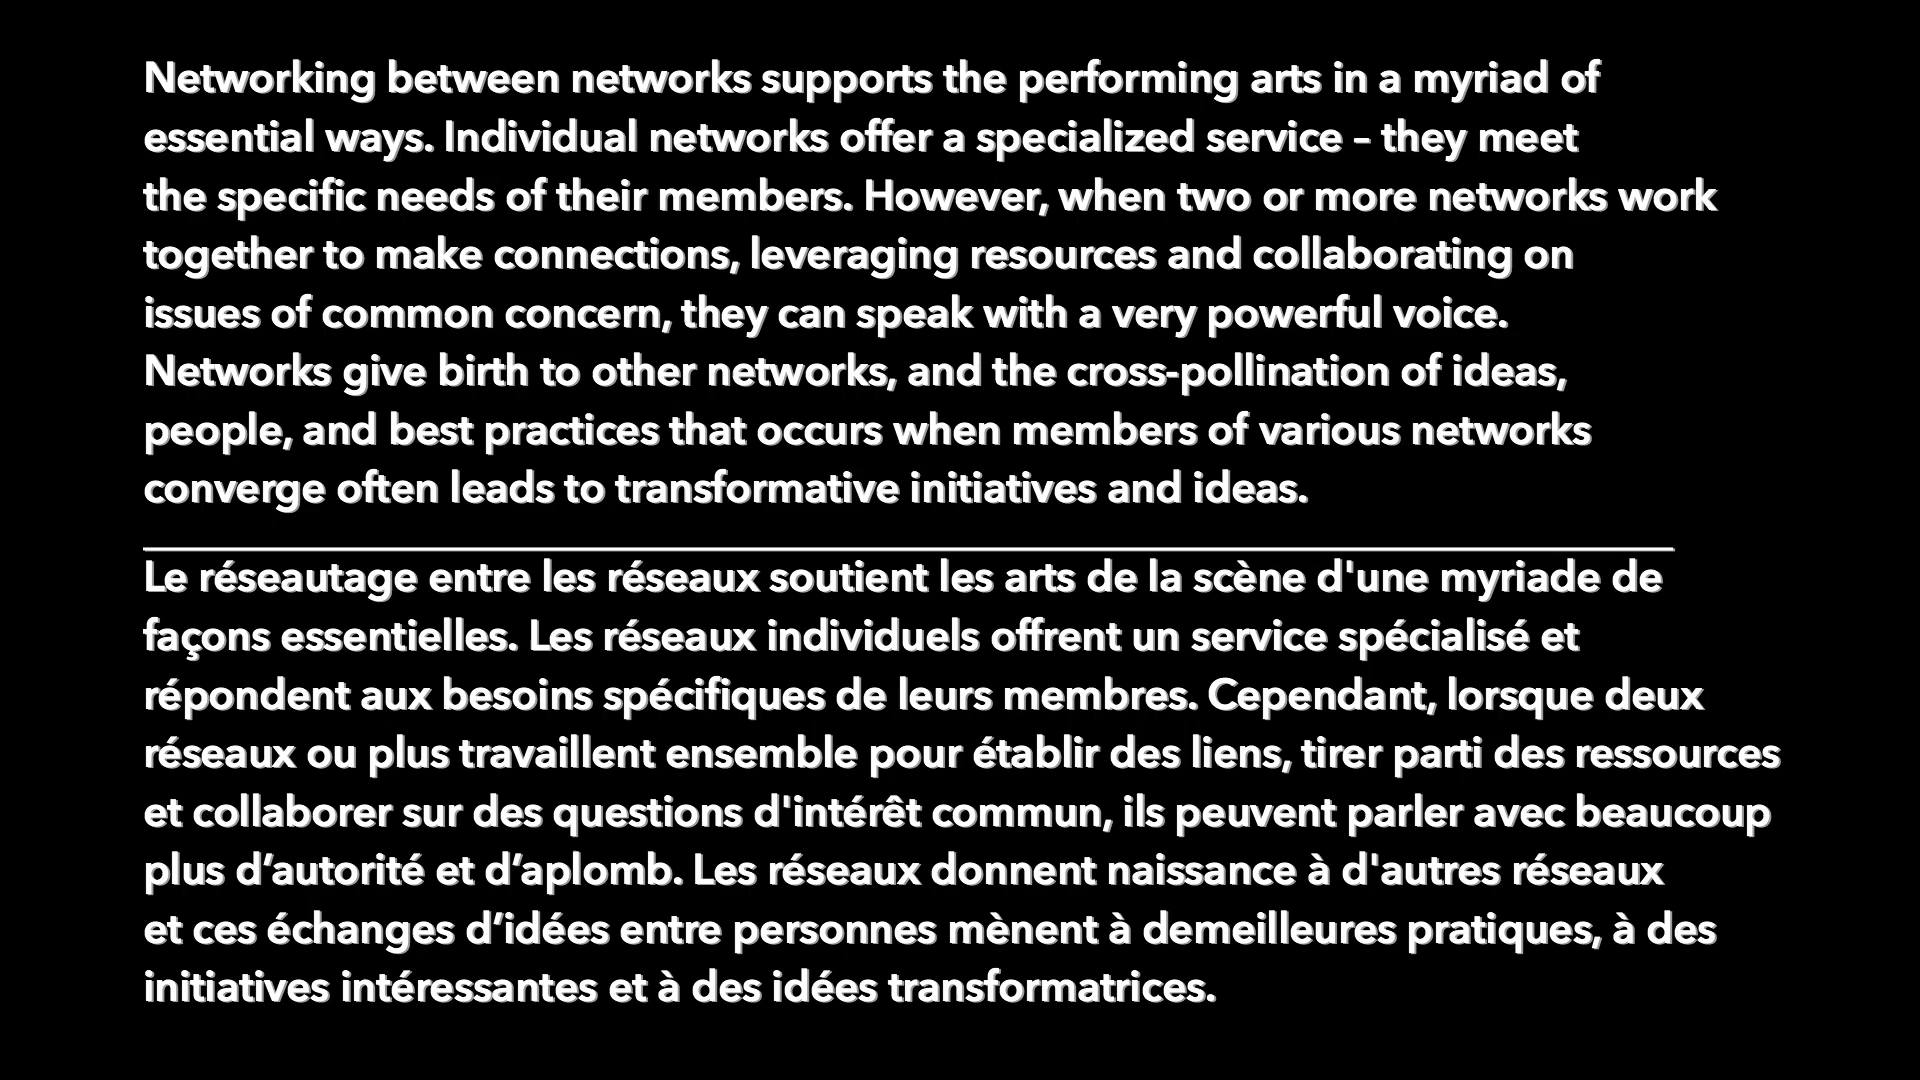 Networking between networks supports the performing arts in a myriad of
essential ways. Individual networks offer a specialized service – they meet
the specific needs of their members. However, when two or more networks work
together to make connections, leveraging resources and collaborating on
issues of common concern, they can speak with a very powerful voice.
Networks give birth to other networks, and the cross-pollination of ideas,
people, and best practices that occurs when members of various networks
converge often leads to transformative initiatives and ideas.
Le réseautage entre les réseaux soutient les arts de la scène d'une myriade de
façons essentielles. Les réseaux individuels offrent un service spécialisé et
répondent aux besoins spécifiques de leurs membres. Cependant, lorsque deux
réseaux ou plus travaillent ensemble pour établir des liens, tirer parti des ressources
et collaborer sur des questions d'intérêt commun, ils peuvent parler avec beaucoup
plus d’autorité et d’aplomb. Les réseaux donnent naissance à d'autres réseaux
et ces échanges d’idées entre personnes mènent à demeilleures pratiques, à des
initiatives intéressantes et à des idées transformatrices.